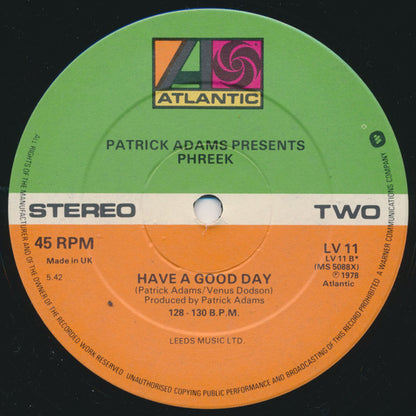 ATLANTIC
PATRICK ADAMS PRESENTS
PHREEK
STEREO
TWO
45 RPM
Made in UK
5.42
LV 11
LV 11 B*
(MS 5088X)
℗ 1978
Atlantic
HAVE A GOOD DAY
(Patrick Adams/Venus Dodson)
Produced by Patrick Adams
128 - 130 B.P.M.
LEEDS MUSIC LTD.
ALL RIGHTS OF THE MANUFACTURER AND OF THE OWNER OF THE RECORDED WORK RESERVED. UNAUTHORISED COPYING PUBLIC PERFORMANCE AND BROADCASTING OF THIS RECORD PROHIBITED. A WARNER COMMUNICATIONS COMPANY